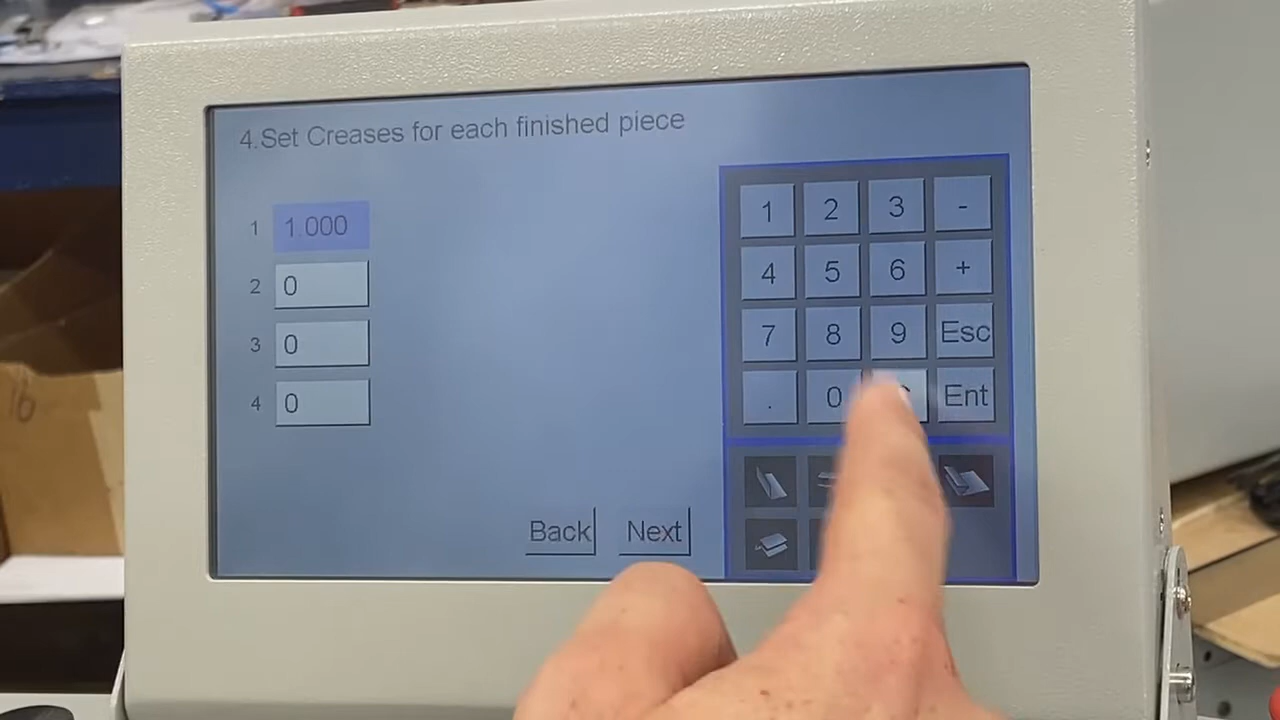 4.Set Creases for each finished piece
1 1.000
2 0
3 0
4 0
Back Next
1 2 3 -
4 5 6 +
7 8 9 Esc
. 0 Ent
16